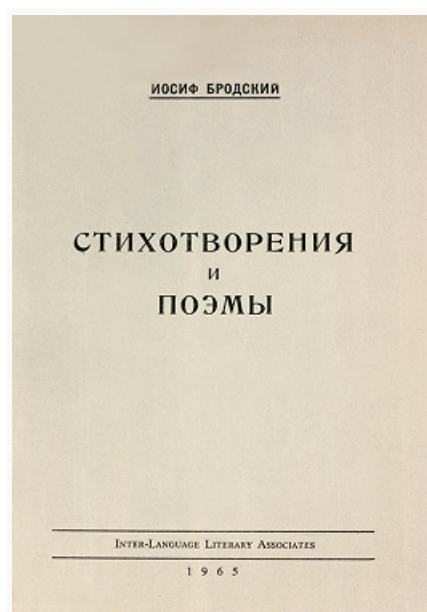 ИОСИФ БРОДСКИЙ
СТИХОТВОРЕНИЯ
И
ПОЭМЫ
INTER-LANGUAGE LITERARY ASSOCIATES
1965